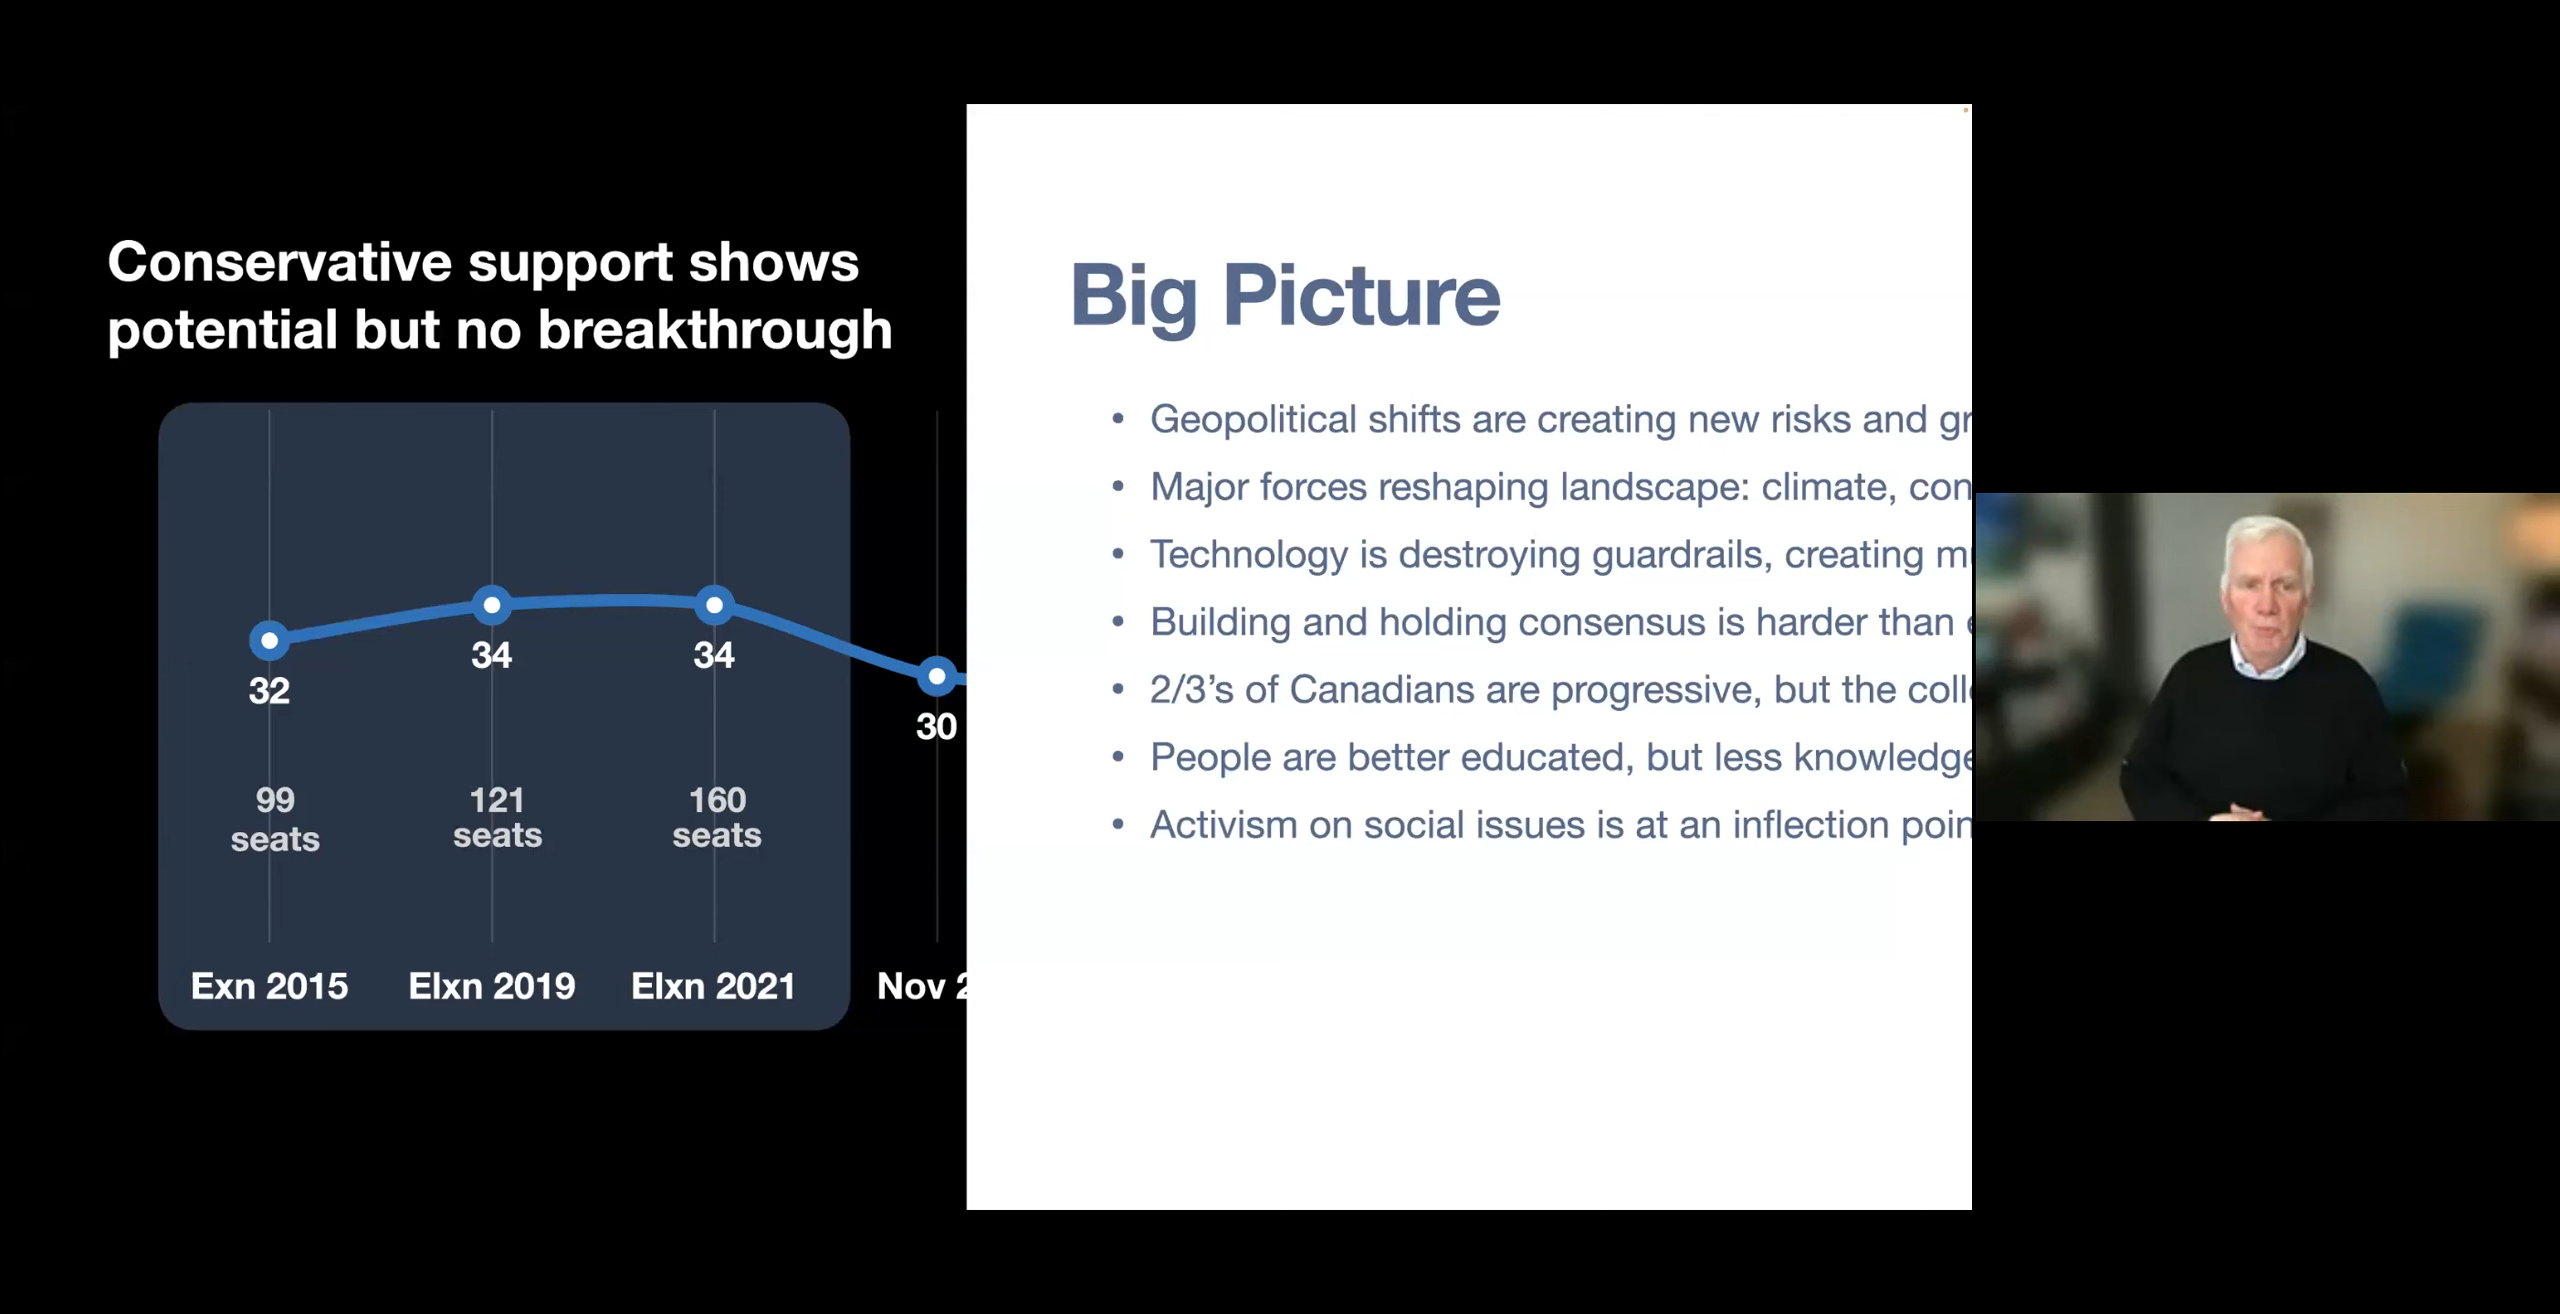 Conservative support shows
potential but no breakthrough
32
34
34
30
99
seats
121
seats
160
seats
Exn 2015
Elxn 2019
Elxn 2021
Nov
Big Picture
• Geopolitical shifts are creating new risks and
• Major forces reshaping landscape: climate,
• Technology is destroying guardrails, creating
• Building and holding consensus is harder than
• 2/3’s of Canadians are progressive, but the
• People are better educated, but less
• Activism on social issues is at an inflection